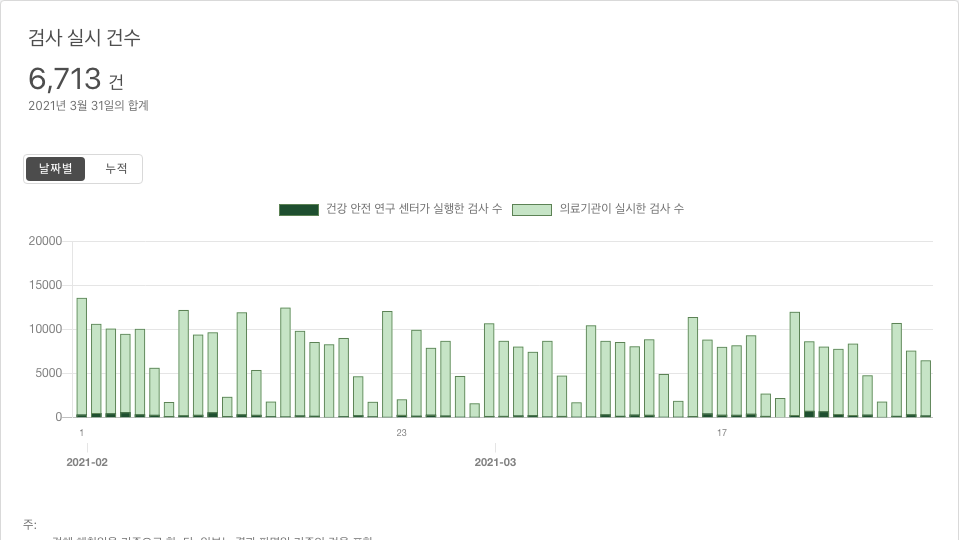 검사 실시 건수
6,713 건
2021년 3월 31일의 합계
날짜별 누적
건강 안전 연구 센터가 실행한 검사 수 의료기관이 실시한 검사 수
20000
15000
10000
5000
0
1 23 17
2021-02 2021-03
주: